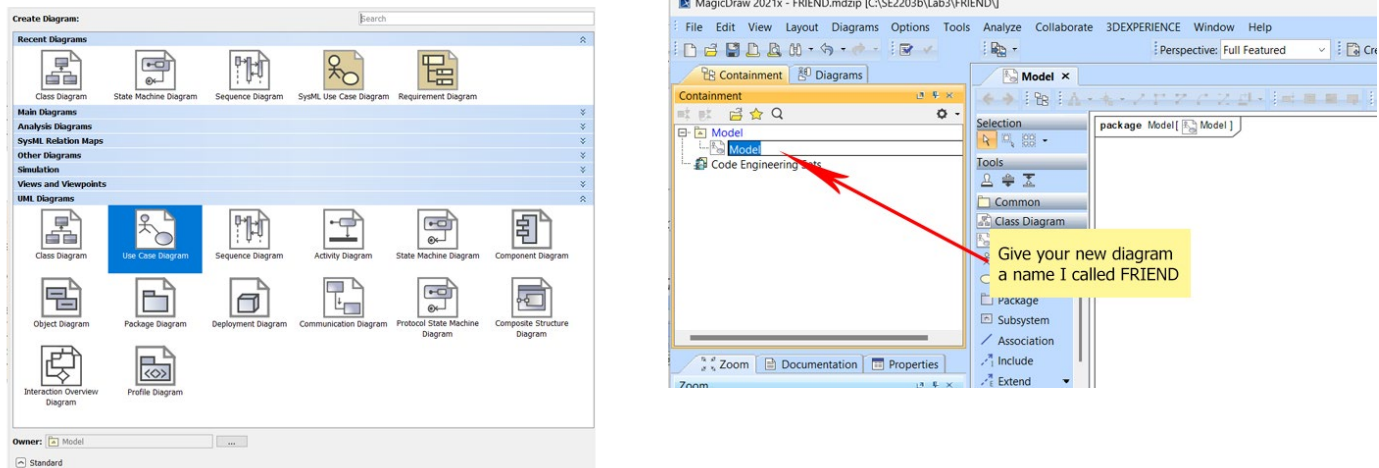 Create Diagram:
Search
Recent Diagrams
Class Diagram
State Machine Diagram
Sequence Diagram
SysML Use Case Diagram
Requirement Diagram
Main Diagrams
Analysis Diagrams
SysML Relation Maps
Other Diagrams
Simulation
Views and Viewpoints
UML Diagrams
Class Diagram
Use Case Diagram
Sequence Diagram
Activity Diagram
State Machine Diagram
Component Diagram
Object Diagram
Package Diagram
Deployment Diagram
Communication Diagram
Protocol State Machine
Diagram
Composite Structure
Diagram
Interaction Overview
Diagram
Profile Diagram
Owner: Model
...
Standard
MagicDraw 2021x - FRIEND.mdzip [C:\SE2203b\Lab3\FRIEND\]
File Edit View Layout Diagrams Options Tools Analyze Collaborate 3DEXPERIENCE Window Help
Perspective: Full Featured
Cre
Containment
Diagrams
Model
Containment
Model
Model
Code Engineering Sets
Selection
Tools
Common
Class Diagram
Package
Subsystem
Association
Include
Extend
package Model[ Model ]
Give your new diagram
a name I called FRIEND
Zoom
Documentation
Properties
Zoom